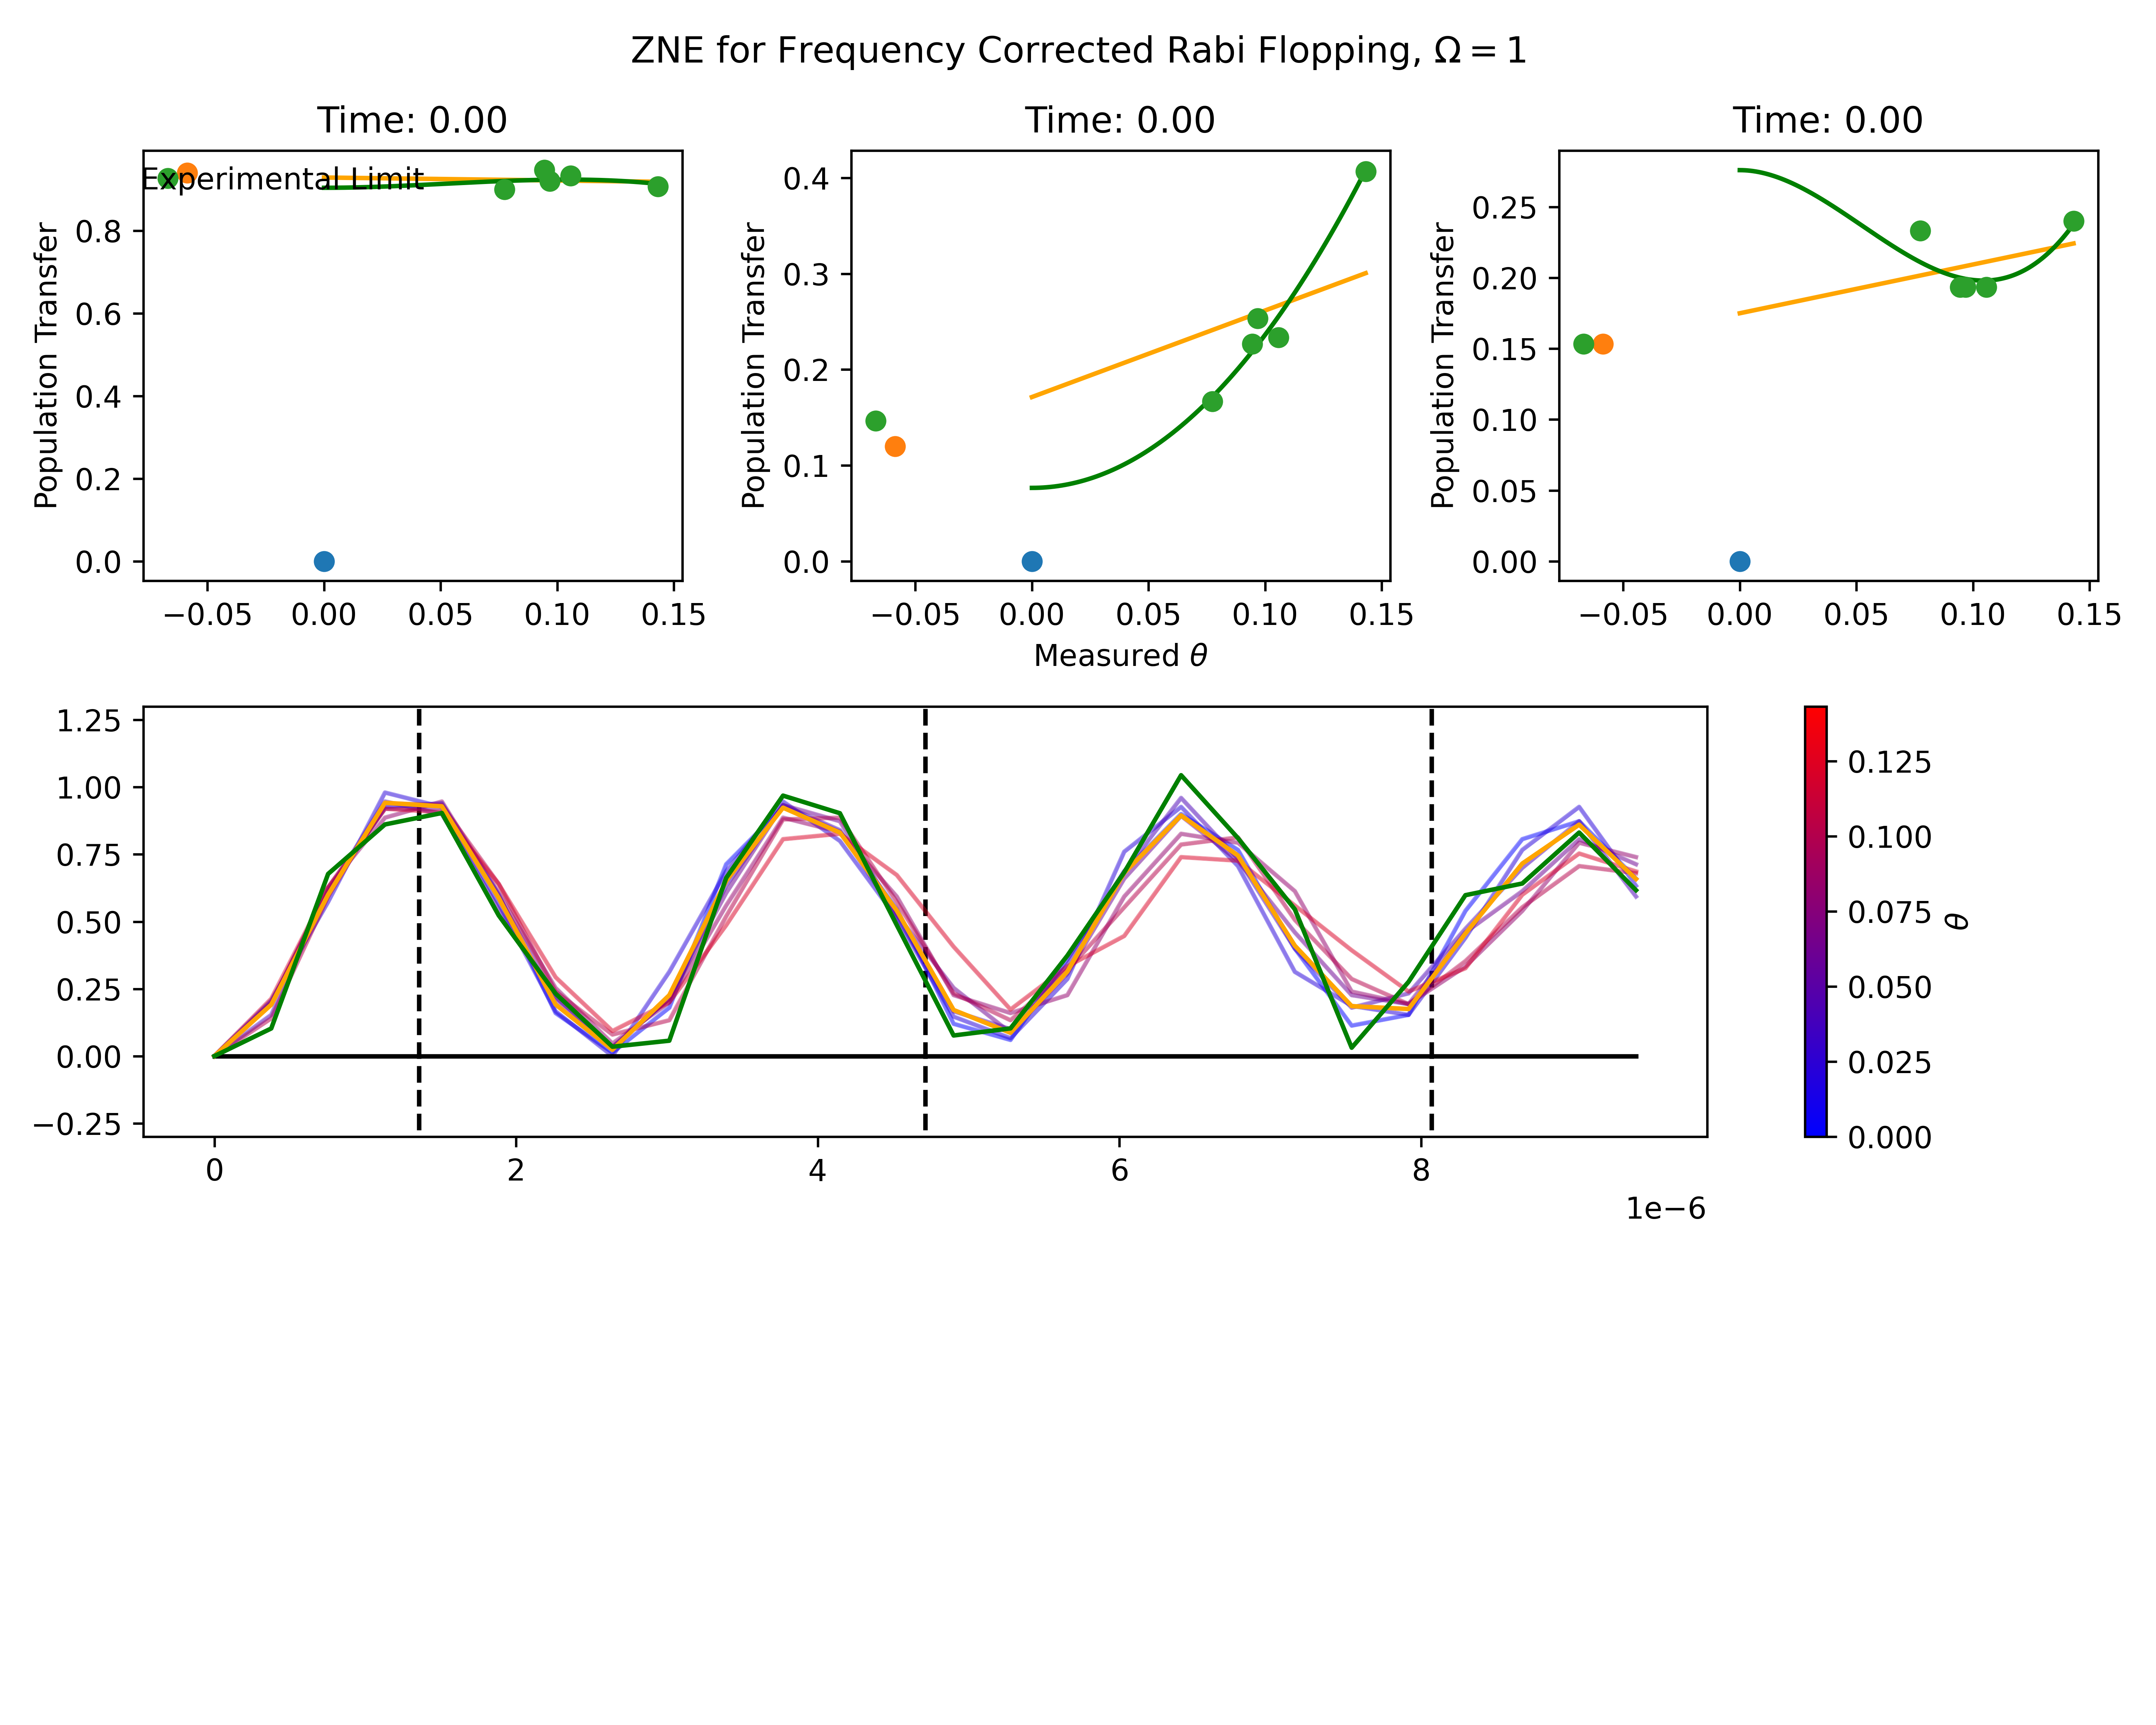 ZNE for Frequency Corrected Rabi Flopping, Ω = 1
Time: 0.00
Time: 0.00
Time: 0.00
Experimental Limit
Population Transfer
0.8
0.6
0.4
0.2
0.0
−0.05 0.00 0.05 0.10 0.15
Population Transfer
0.4
0.3
0.2
0.1
0.0
−0.05 0.00 0.05 0.10 0.15
Measured θ
Population Transfer
0.25
0.20
0.15
0.10
0.05
0.00
−0.05 0.00 0.05 0.10 0.15
1.25
1.00
0.75
0.50
0.25
0.00
−0.25
0 2 4 6 8
1e−6
0.125
0.100
0.075
0.050
0.025
0.000
θ